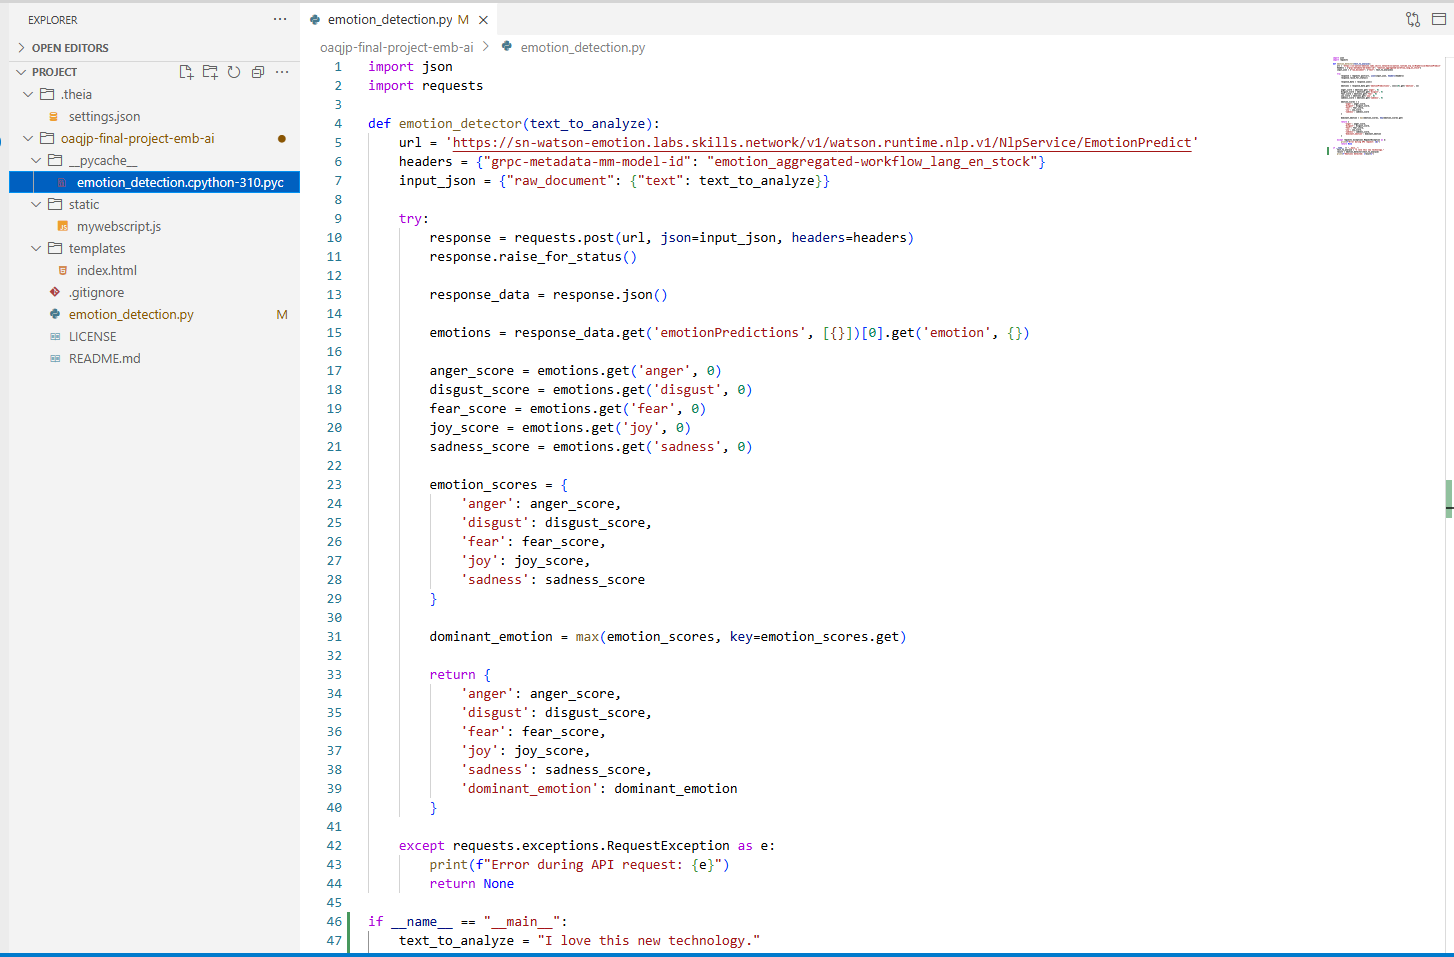 EXPLORER
OPEN EDITORS
PROJECT
.theia
settings.json
oaqjp-final-project-emb-ai
__pycache__
emotion_detection.cpython-310.pyc
static
mywebscript.js
templates
index.html
.gitignore
emotion_detection.py M
LICENSE
README.md
emotion_detection.py M
oaqjp-final-project-emb-ai > emotion_detection.py
1 import json
2 import requests
3
4 def emotion_detector(text_to_analyze):
5     url = 'https://sn-watson-emotion.labs.skills.network/v1/watson.runtime.nlp.v1/NlpService/EmotionPredict'
6     headers = {"grpc-metadata-mm-model-id": "emotion_aggregated-workflow_lang_en_stock"}
7     input_json = {"raw_document": {"text": text_to_analyze}}
8
9     try:
10         response = requests.post(url, json=input_json, headers=headers)
11         response.raise_for_status()
12
13         response_data = response.json()
14
15         emotions = response_data.get('emotionPredictions', [{}])[0].get('emotion', {})
16
17         anger_score = emotions.get('anger', 0)
18         disgust_score = emotions.get('disgust', 0)
19         fear_score = emotions.get('fear', 0)
20         joy_score = emotions.get('joy', 0)
21         sadness_score = emotions.get('sadness', 0)
22
23         emotion_scores = {
24             'anger': anger_score,
25             'disgust': disgust_score,
26             'fear': fear_score,
27             'joy': joy_score,
28             'sadness': sadness_score
29         }
30
31         dominant_emotion = max(emotion_scores, key=emotion_scores.get)
32
33         return {
34             'anger': anger_score,
35             'disgust': disgust_score,
36             'fear': fear_score,
37             'joy': joy_score,
38             'sadness': sadness_score,
39             'dominant_emotion': dominant_emotion
40         }
41
42     except requests.exceptions.RequestException as e:
43         print(f"Error during API request: {e}")
44         return None
45
46 if __name__ == "__main__":
47     text_to_analyze = "I love this new technology."